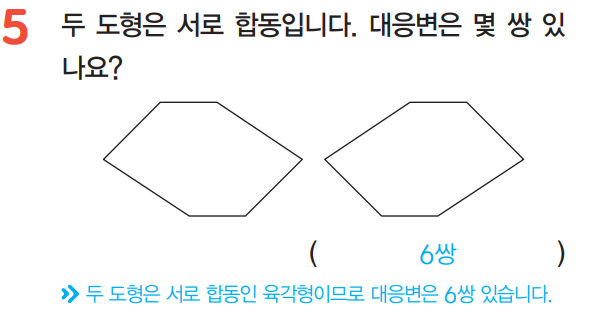 5 두 도형은 서로 합동입니다. 대응변은 몇 쌍 있
나요?
( 6쌍 )
» 두 도형은 서로 합동인 육각형이므로 대응변은 6쌍 있습니다.